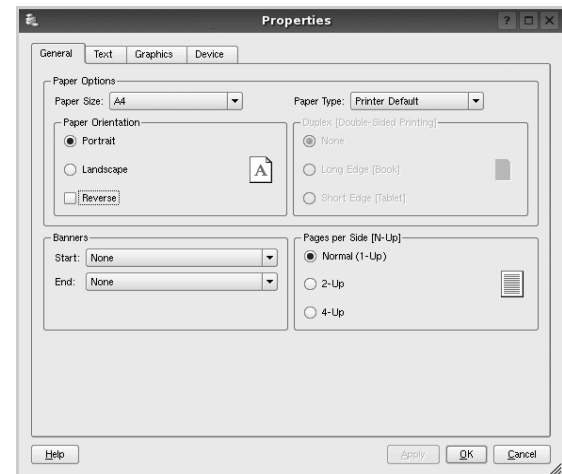 Properties
General Text Graphics Device
Paper Options
Paper Size: A4
Paper Type: Printer Default
Paper Orientation
Portrait
Landscape
Reverse
A
Duplex [Double-Sided Printing]
None
Long Edge [Book]
Short Edge [Tablet]
Banners
Start: None
End: None
Pages per Side [N-Up]
Normal (1-Up)
2-Up
4-Up
Help Apply OK Cancel